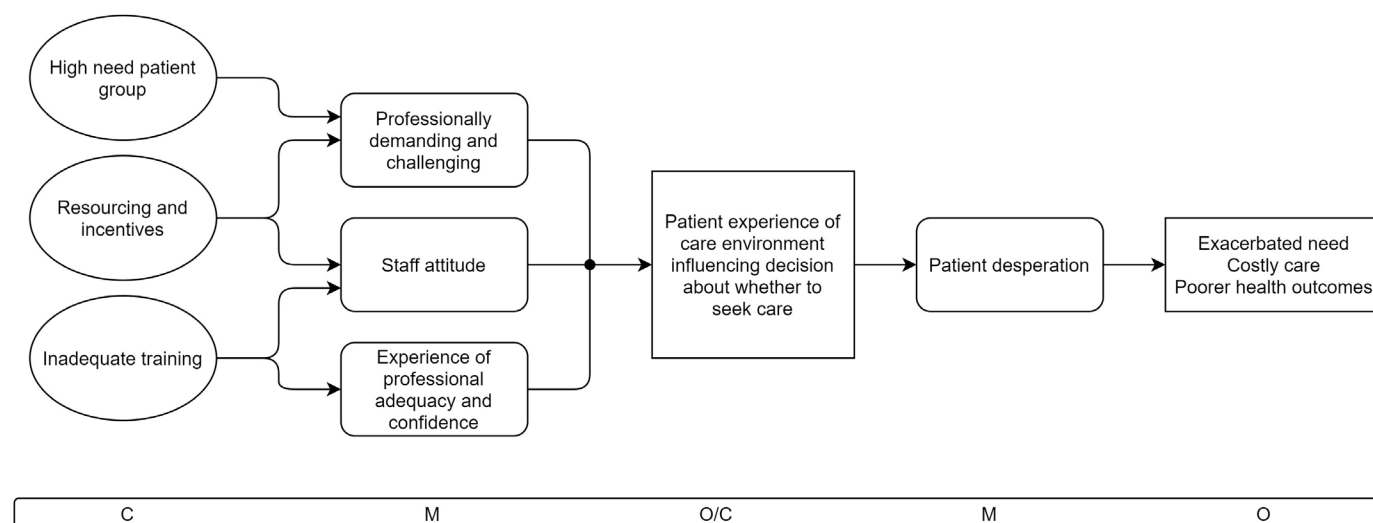 High need patient
group
Professionally
demanding and
challenging
Resourcing and
incentives
Staff attitude
Inadequate training
Experience of
professional
adequacy and
confidence
Patient experience of
care environment
influencing decision
about whether to
seek care
Patient desperation
Exacerbated need
Costly care
Poorer health outcomes
C M O/C M O